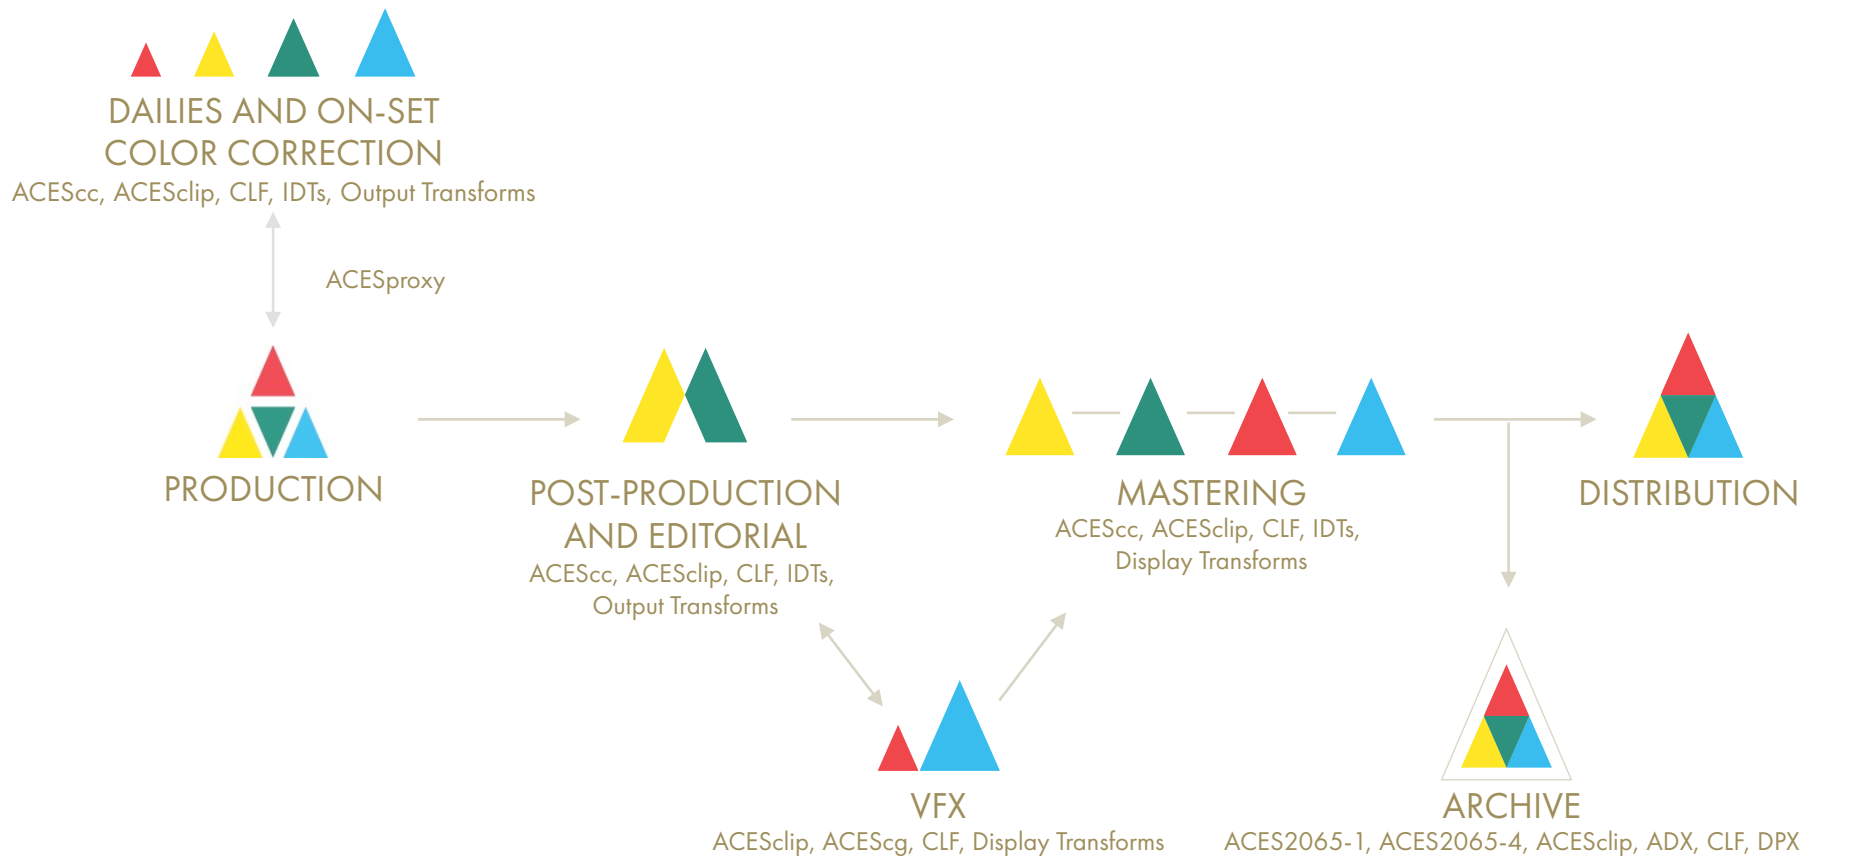 DAILIES AND ON-SET
COLOR CORRECTION
ACEScc, ACESclip, CLF, IDTs, Output Transforms
ACESproxy
PRODUCTION
POST-PRODUCTION
AND EDITORIAL
ACEScc, ACESclip, CLF, IDTs,
Output Transforms
MASTERING
ACEScc, ACESclip, CLF, IDTs,
Display Transforms
DISTRIBUTION
VFX
ACESclip, ACEScg, CLF, Display Transforms
ARCHIVE
ACES2065-1, ACES2065-4, ACESclip, ADX, CLF, DPX